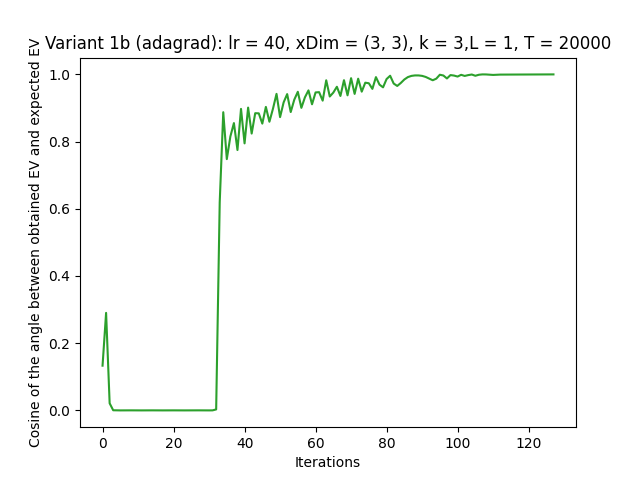 Variant 1b (adagrad): lr = 40, xDim = (3, 3), k = 3,L = 1, T = 20000
Cosine of the angle between obtained EV and expected EV
1.0
0.8
0.6
0.4
0.2
0.0
0 20 40 60 80 100 120
Iterations